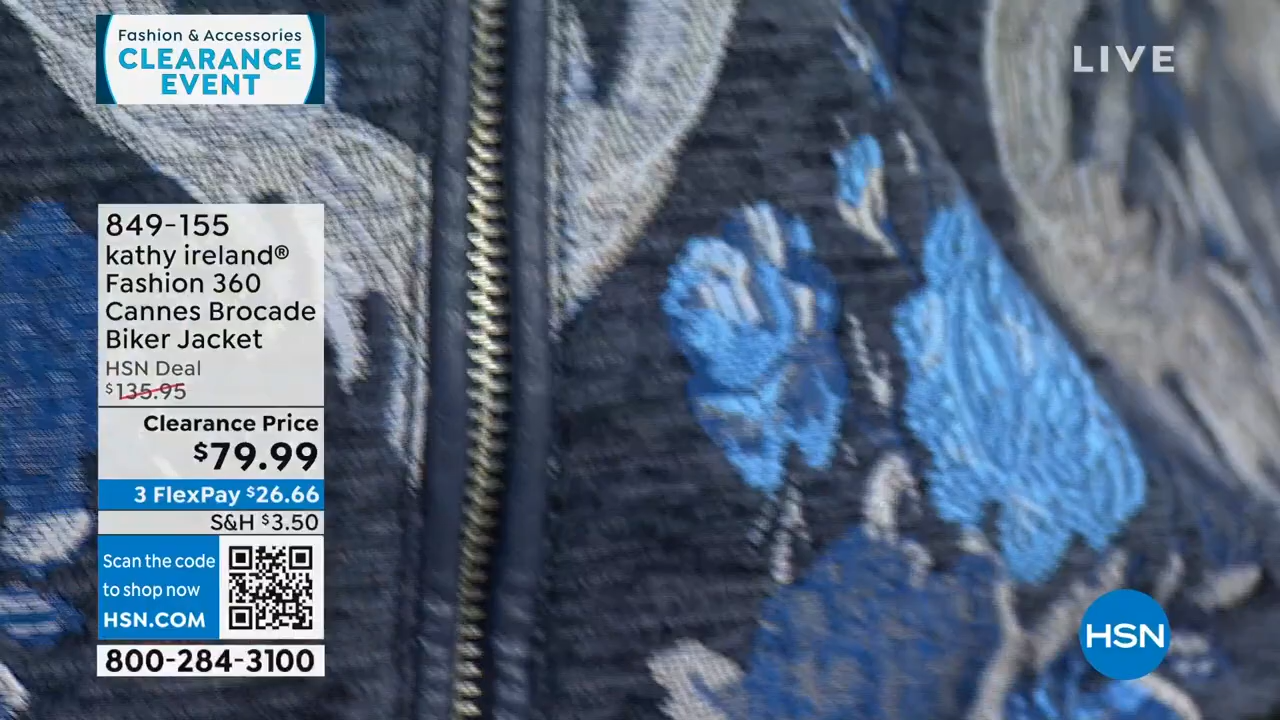 Fashion & Accessories
CLEARANCE
EVENT
LIVE
849-155
kathy ireland®
Fashion 360
Cannes Brocade
Biker Jacket
HSN Deal
$135.95
Clearance Price
$79.99
3 FlexPay $26.66
S&H $3.50
Scan the code
to shop now
HSN.COM
800-284-3100
HSN